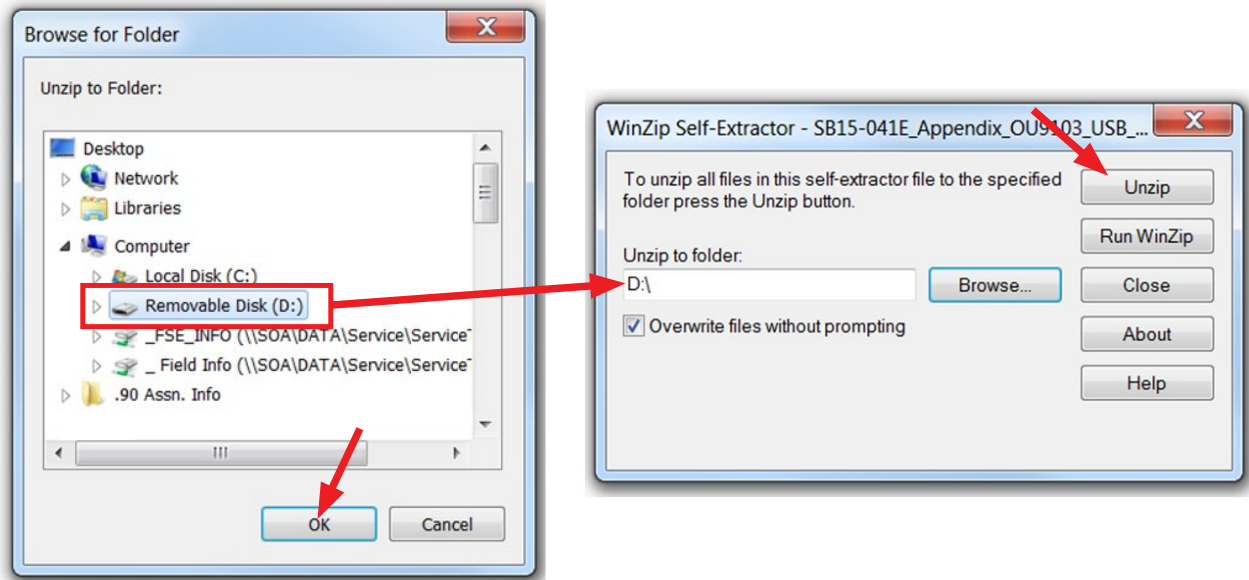 Browse for Folder
Unzip to Folder:
Desktop
Network
Libraries
Computer
Local Disk (C:)
Removable Disk (D:)
_FSE_INFO (\\SOA\DATA\Service\Service
_ Field Info (\\SOA\DATA\Service\Service
.90 Assn. Info
OK
Cancel
WinZip Self-Extractor - SB15-041E_Appendix_OU9103_USB_...
To unzip all files in this self-extractor file to the specified
folder press the Unzip button.
Unzip to folder:
D:\
Browse...
Overwrite files without prompting
Unzip
Run WinZip
Close
About
Help